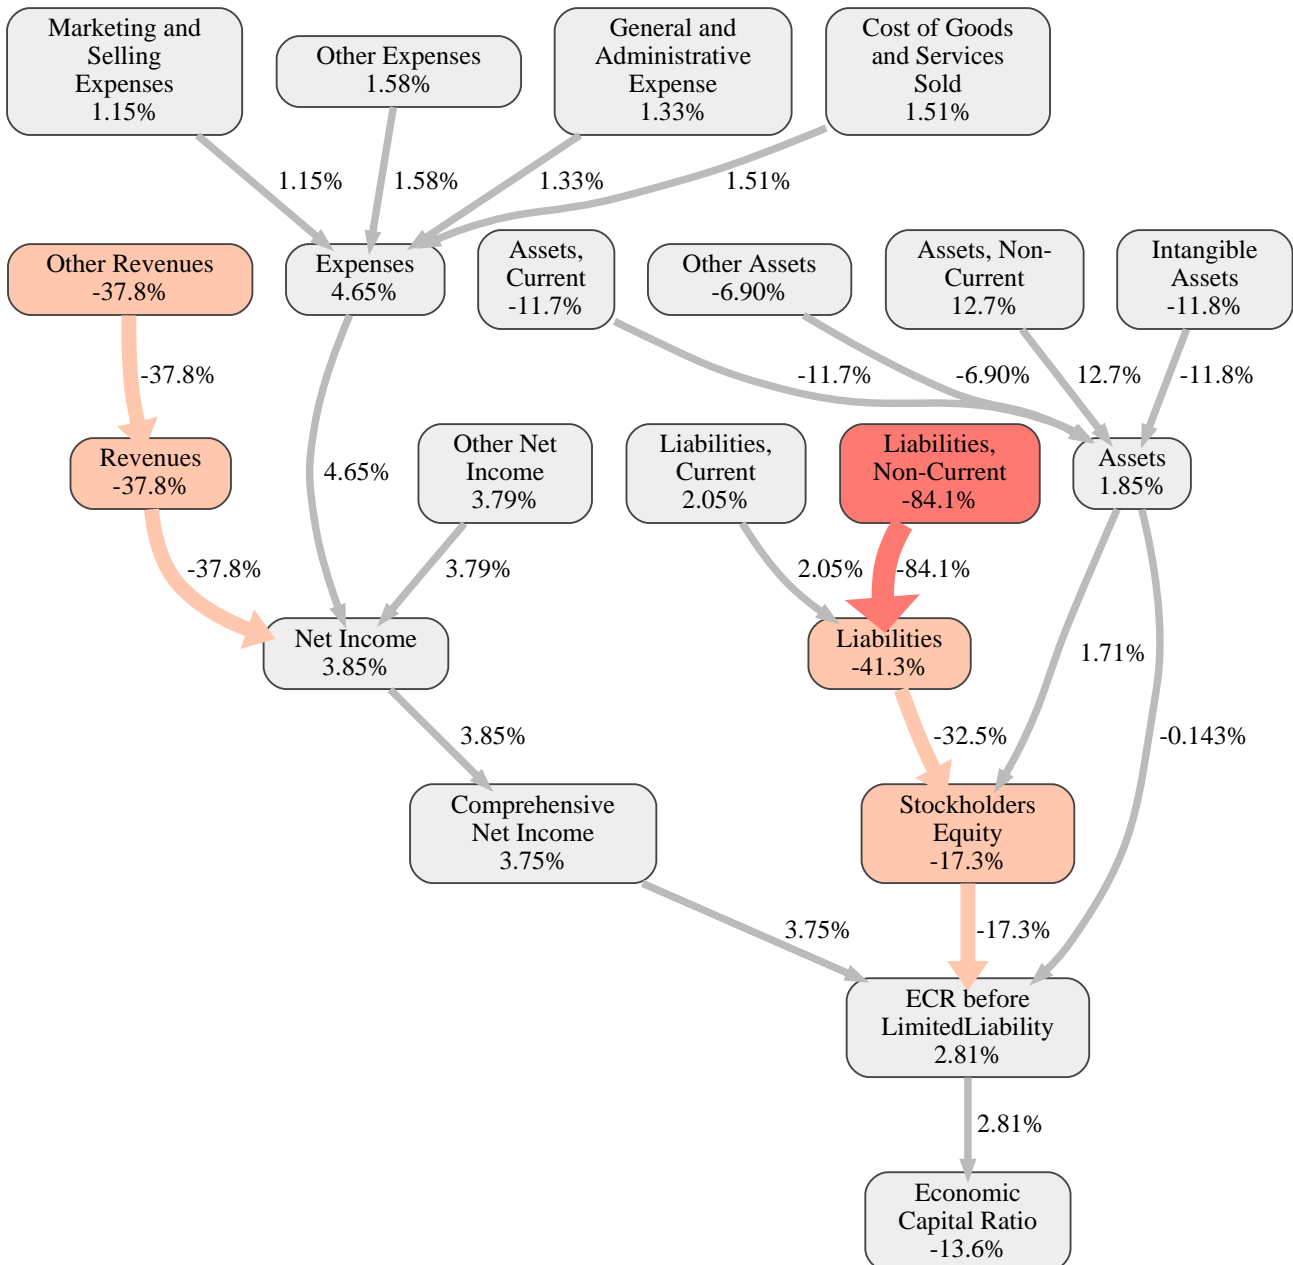 Marketing and
Selling
Expenses
1.15%
Other Expenses
1.58%
General and
Administrative
Expense
1.33%
Cost of Goods
and Services
Sold
1.51%
1.15%
1.58%
1.33%
1.51%
Other Revenues
-37.8%
Expenses
4.65%
Assets,
Current
-11.7%
Other Assets
-6.90%
Assets, Non-
Current
12.7%
Intangible
Assets
-11.8%
-37.8%
-11.7%
-6.90%
12.7%
-11.8%
Revenues
-37.8%
4.65%
Other Net
Income
3.79%
Liabilities,
Current
2.05%
Liabilities,
Non-Current
-84.1%
Assets
1.85%
-37.8%
3.79%
2.05%
-84.1%
Net Income
3.85%
Liabilities
-41.3%
1.71%
3.85%
-32.5%
-0.143%
Comprehensive
Net Income
3.75%
Stockholders
Equity
-17.3%
3.75%
-17.3%
ECR before
LimitedLiability
2.81%
2.81%
Economic
Capital Ratio
-13.6%